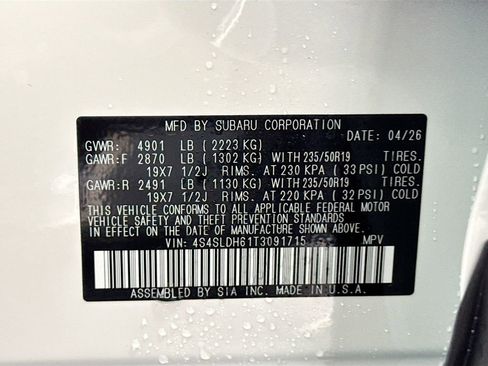 MFD BY SUBARU CORPORATION
DATE: 04/26
GVWR: 4901 LB ( 2223 KG)
GAWR:F 2870 LB ( 1302 KG) WITH 235/50R19 TIRES.
19X7 1/2J RIMS. AT 230 KPA ( 33 PSI) COLD
GAWR:R 2491 LB ( 1130 KG) WITH 235/50R19 TIRES.
19X7 1/2J RIMS. AT 220 KPA ( 32 PSI) COLD
THIS VEHICLE CONFORMS TO ALL APPLICABLE FEDERAL MOTOR
VEHICLE SAFETY AND THEFT PREVENTION STANDARDS
IN EFFECT ON THE DATE OF MANUFACTURE SHOWN ABOVE.
VIN: 4S4SLDH61T3091715 MPV
ASSEMBLED BY SIA INC. MADE IN U.S.A.